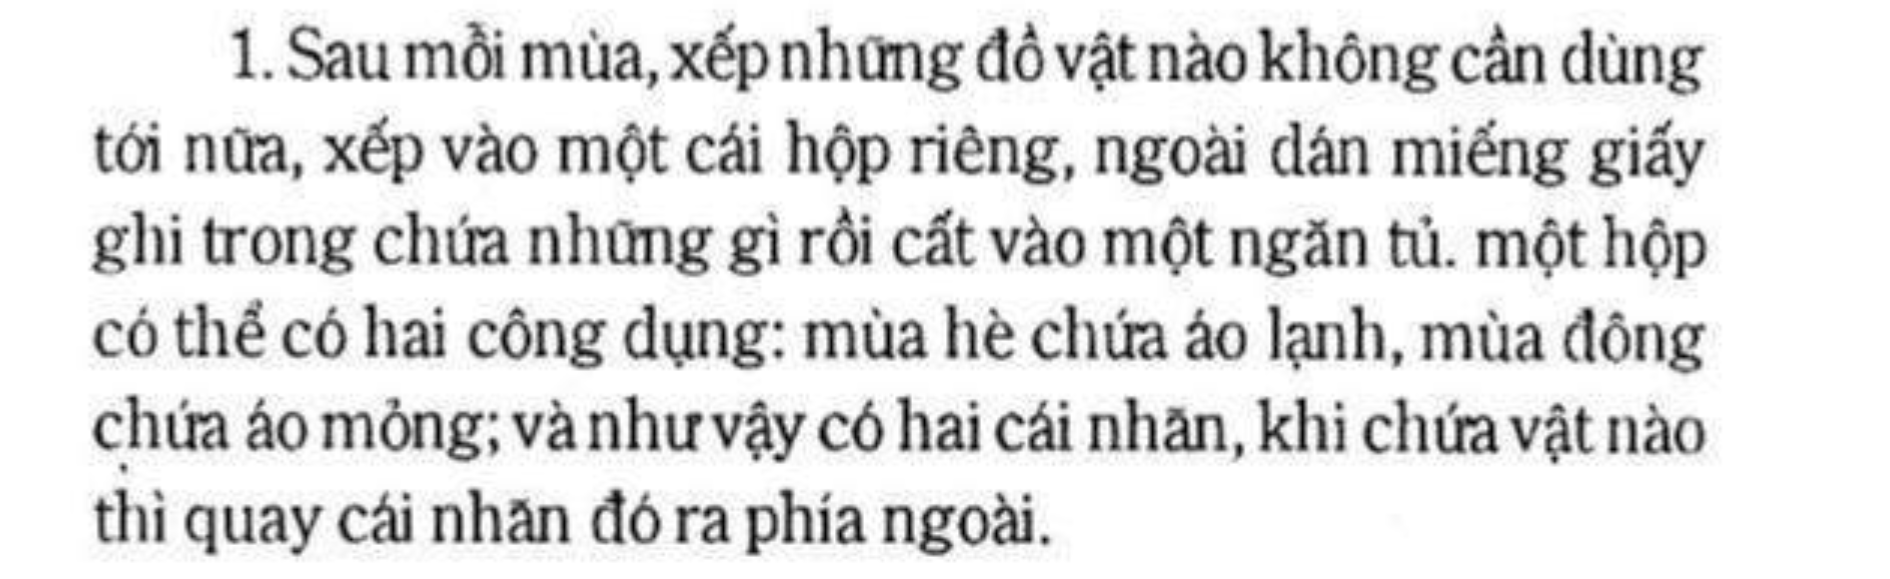 1. Sau mỗi mùa, xếp những đồ vật nào không cần dùng
tới nữa, xếp vào một cái hộp riêng, ngoài dán miếng giấy
ghi trong chứa những gì rồi cất vào một ngăn tủ. một hộp
có thể có hai công dụng: mùa hè chứa áo lạnh, mùa đông
chứa áo mỏng; và như vậy có hai cái nhãn, khi chứa vật nào
thì quay cái nhãn đó ra phía ngoài.